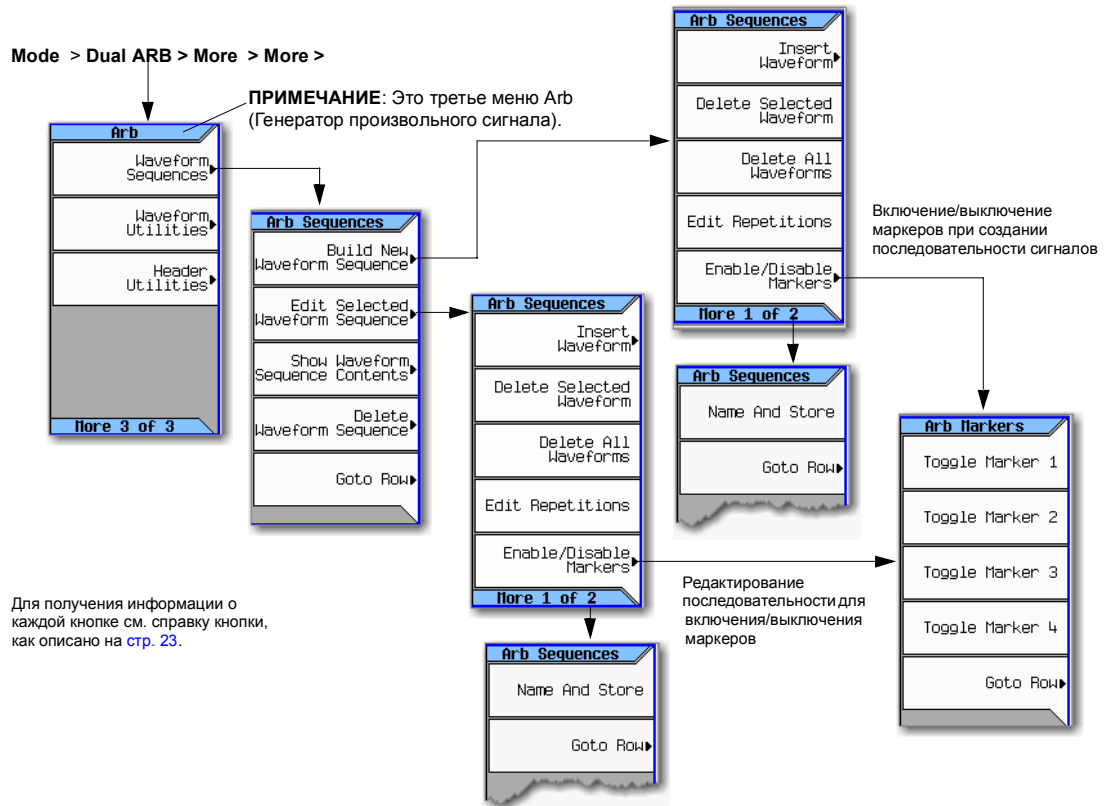 Mode > Dual ARB > More > More >
ПРИМЕЧАНИЕ: Это третье меню Arb
(Генератор произвольного сигнала).
Arb
Waveform
Sequences
Waveform
Utilities
Header
Utilities
More 3 of 3
Arb Sequences
Build New
Waveform Sequence
Edit Selected
Waveform Sequence
Show Waveform
Sequence Contents
Delete
Waveform Sequence
Goto Row
Arb Sequences
Insert
Waveform
Delete Selected
Waveform
Delete All
Waveforms
Edit Repetitions
Enable/Disable
Markers
More 1 of 2
Arb Sequences
Name And Store
Goto Row
Arb Sequences
Insert
Waveform
Delete Selected
Waveform
Delete All
Waveforms
Edit Repetitions
Enable/Disable
Markers
More 1 of 2
Arb Sequences
Name And Store
Goto Row
Включение/выключение
маркеров при создании
последовательности сигналов
Arb Markers
Toggle Marker 1
Toggle Marker 2
Toggle Marker 3
Toggle Marker 4
Goto Row
Редактирование
последовательности для
включения/выключения
маркеров
Для получения информации о
каждой кнопке см. справку кнопки,
как описано на стр. 23.